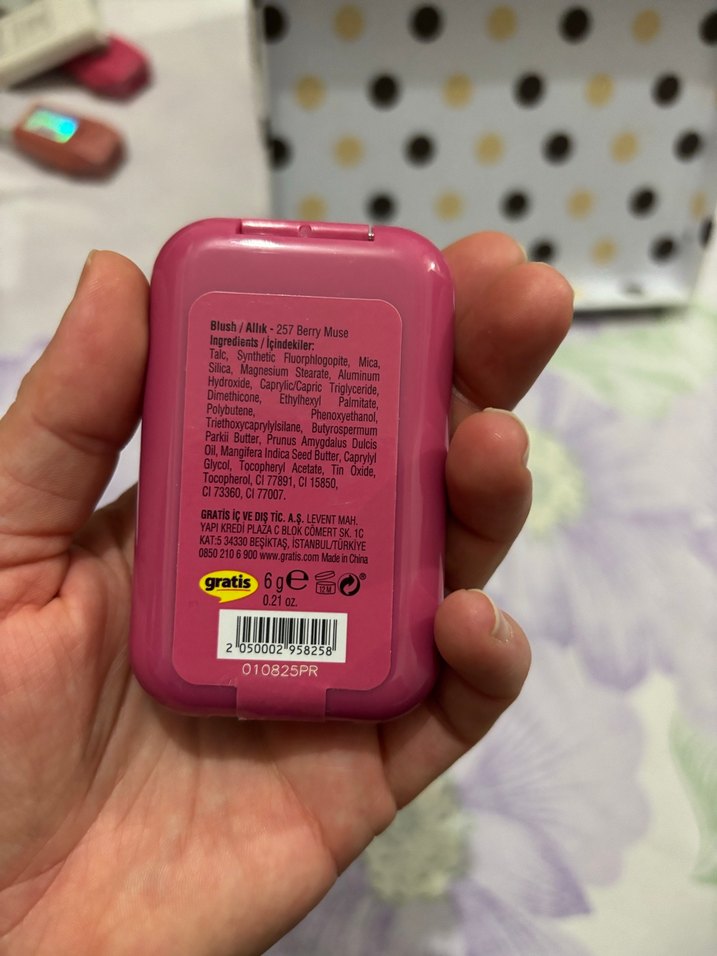 Blush / Allık - 257 Berry Muse
Ingredients / İçindekiler:
Talc, Synthetic Fluorphlogopite, Mica,
Silica, Magnesium Stearate, Aluminum
Hydroxide, Caprylic/Capric Triglyceride,
Dimethicone, Ethylhexyl Palmitate,
Polybutene, Phenoxyethanol,
Triethoxycaprylylsilane, Butyrospermum
Parkii Butter, Prunus Amygdalus Dulcis
Oil, Mangifera Indica Seed Butter, Caprylyl
Glycol, Tocopheryl Acetate, Tin Oxide,
Tocopherol, CI 77891, CI 15850,
CI 73360, CI 77007.
GRATİS İÇ VE DIŞ TİC. A.Ş. LEVENT MAH.
YAPI KREDİ PLAZA C BLOK CÖMERT SK. 1C
KAT:5 34330 BEŞİKTAŞ, İSTANBUL/TÜRKİYE
0850 210 6 900 www.gratis.com Made in China
gratis 6 g e 12M
0.21 oz.
2 050002 958258
010825PR